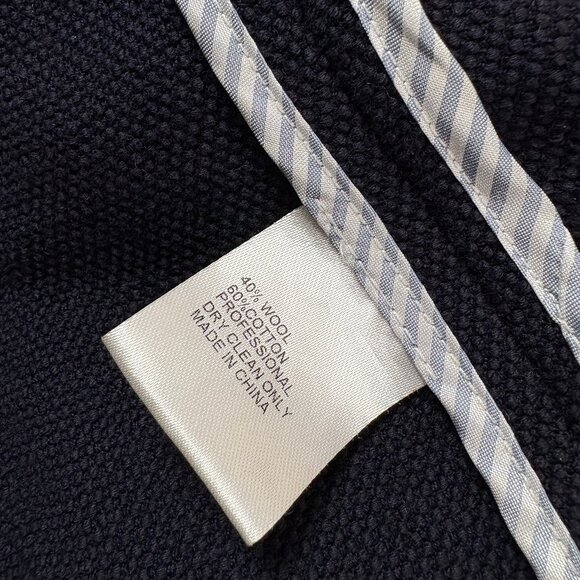 40% WOOL
60%COTTON
PROFESSIONAL
DRY CLEAN ONLY
MADE IN CHINA